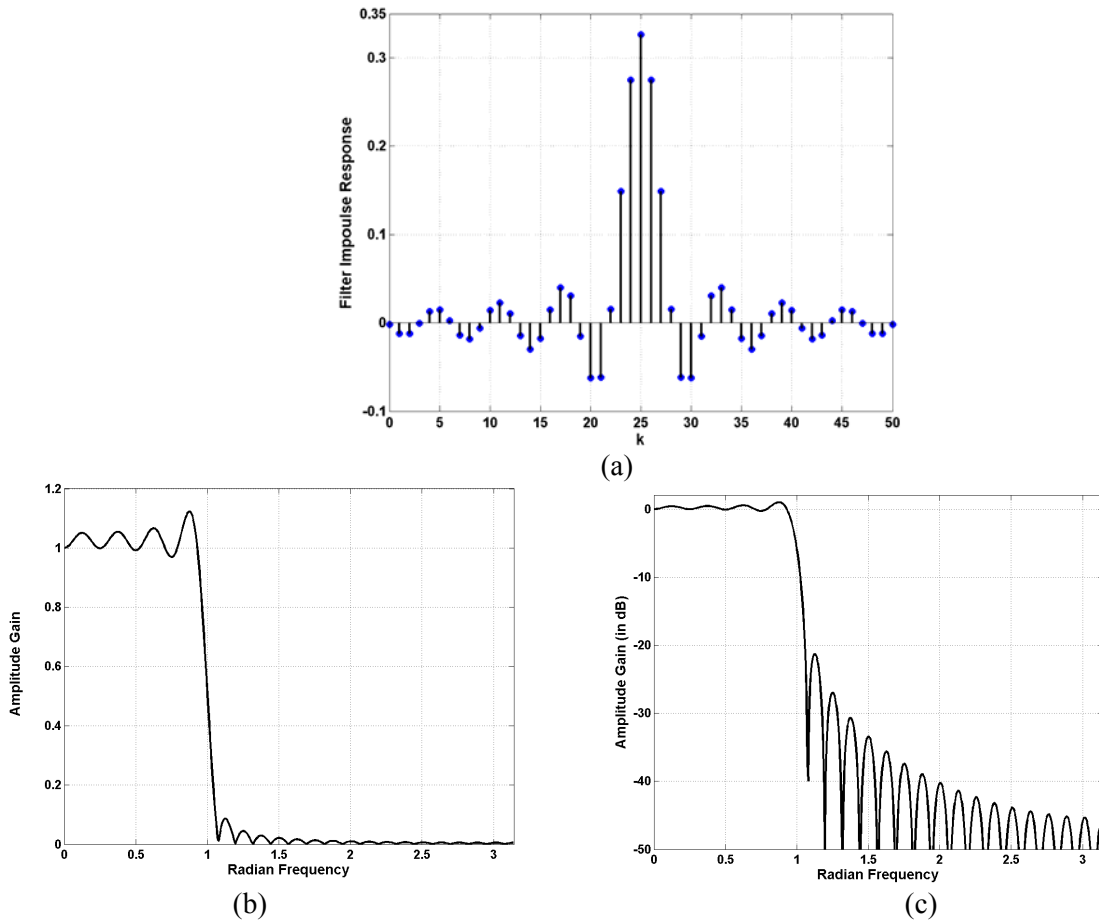 0.35
0.3
0.2
0.1
0
-0.1
Filter Impoulse Response
0 5 10 15 20 25 30 35 40 45 50
k
(a)
1.2
1
0.8
0.6
0.4
0.2
0
Amplitude Gain
0 0.5 1 1.5 2 2.5 3
Radian Frequency
(b)
0
-10
-20
-30
-40
-50
Amplitude Gain (in dB)
0 0.5 1 1.5 2 2.5 3
Radian Frequency
(c)